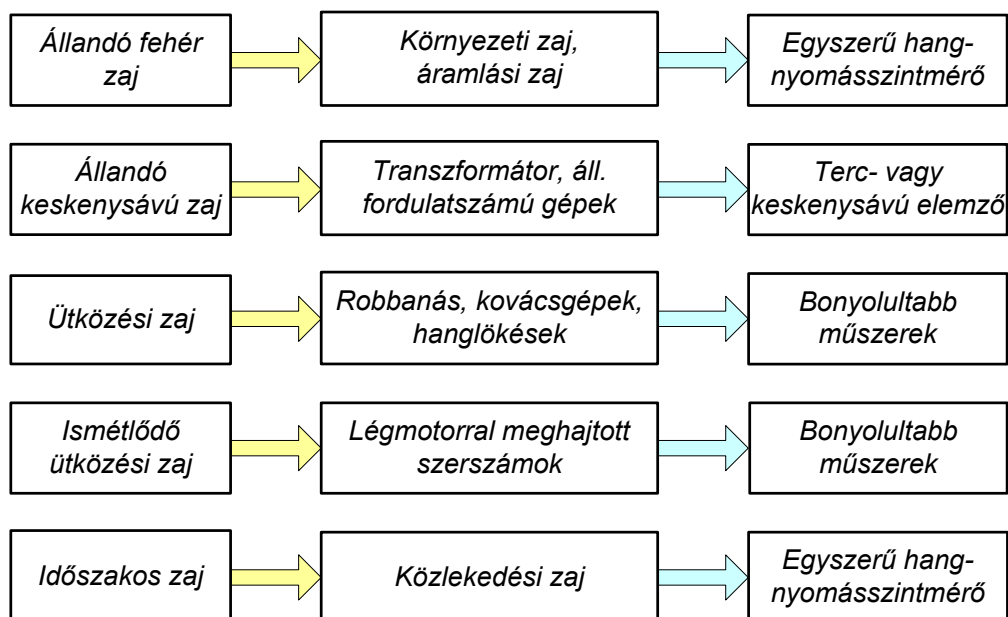 Állandó fehér
zaj
Környezeti zaj,
áramlási zaj
Egyszerű hang-
nyomásszintmérő
Állandó
keskenysávú zaj
Transzformátor, áll.
fordulatszámú gépek
Terc- vagy
keskenysávú elemző
Ütközési zaj
Robbanás, kovácsgépek,
hanglökések
Bonyolultabb
műszerek
Ismétlődő
ütközési zaj
Légmotorral meghajtott
szerszámok
Bonyolultabb
műszerek
Időszakos zaj
Közlekedési zaj
Egyszerű hang-
nyomásszintmérő